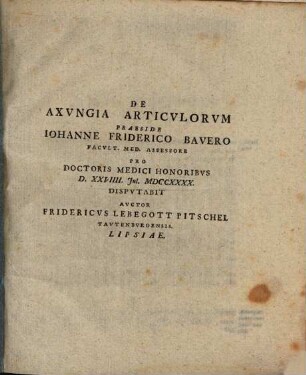 DE
AXVNGIA ARTICVLORVM
PRAESIDE
IOHANNE FRIDERICO BAVERO
FACVLT. MED. ASSESSORE
PRO
DOCTORIS MEDICI HONORIBVS
D. XXVIIII. Jul. MDCCXXXX.
DISPVTABIT
AVCTOR
FRIDERICVS LEBEGOTT PITSCHEL
TAVTENBVRGENSIS.
LIPSIAE.